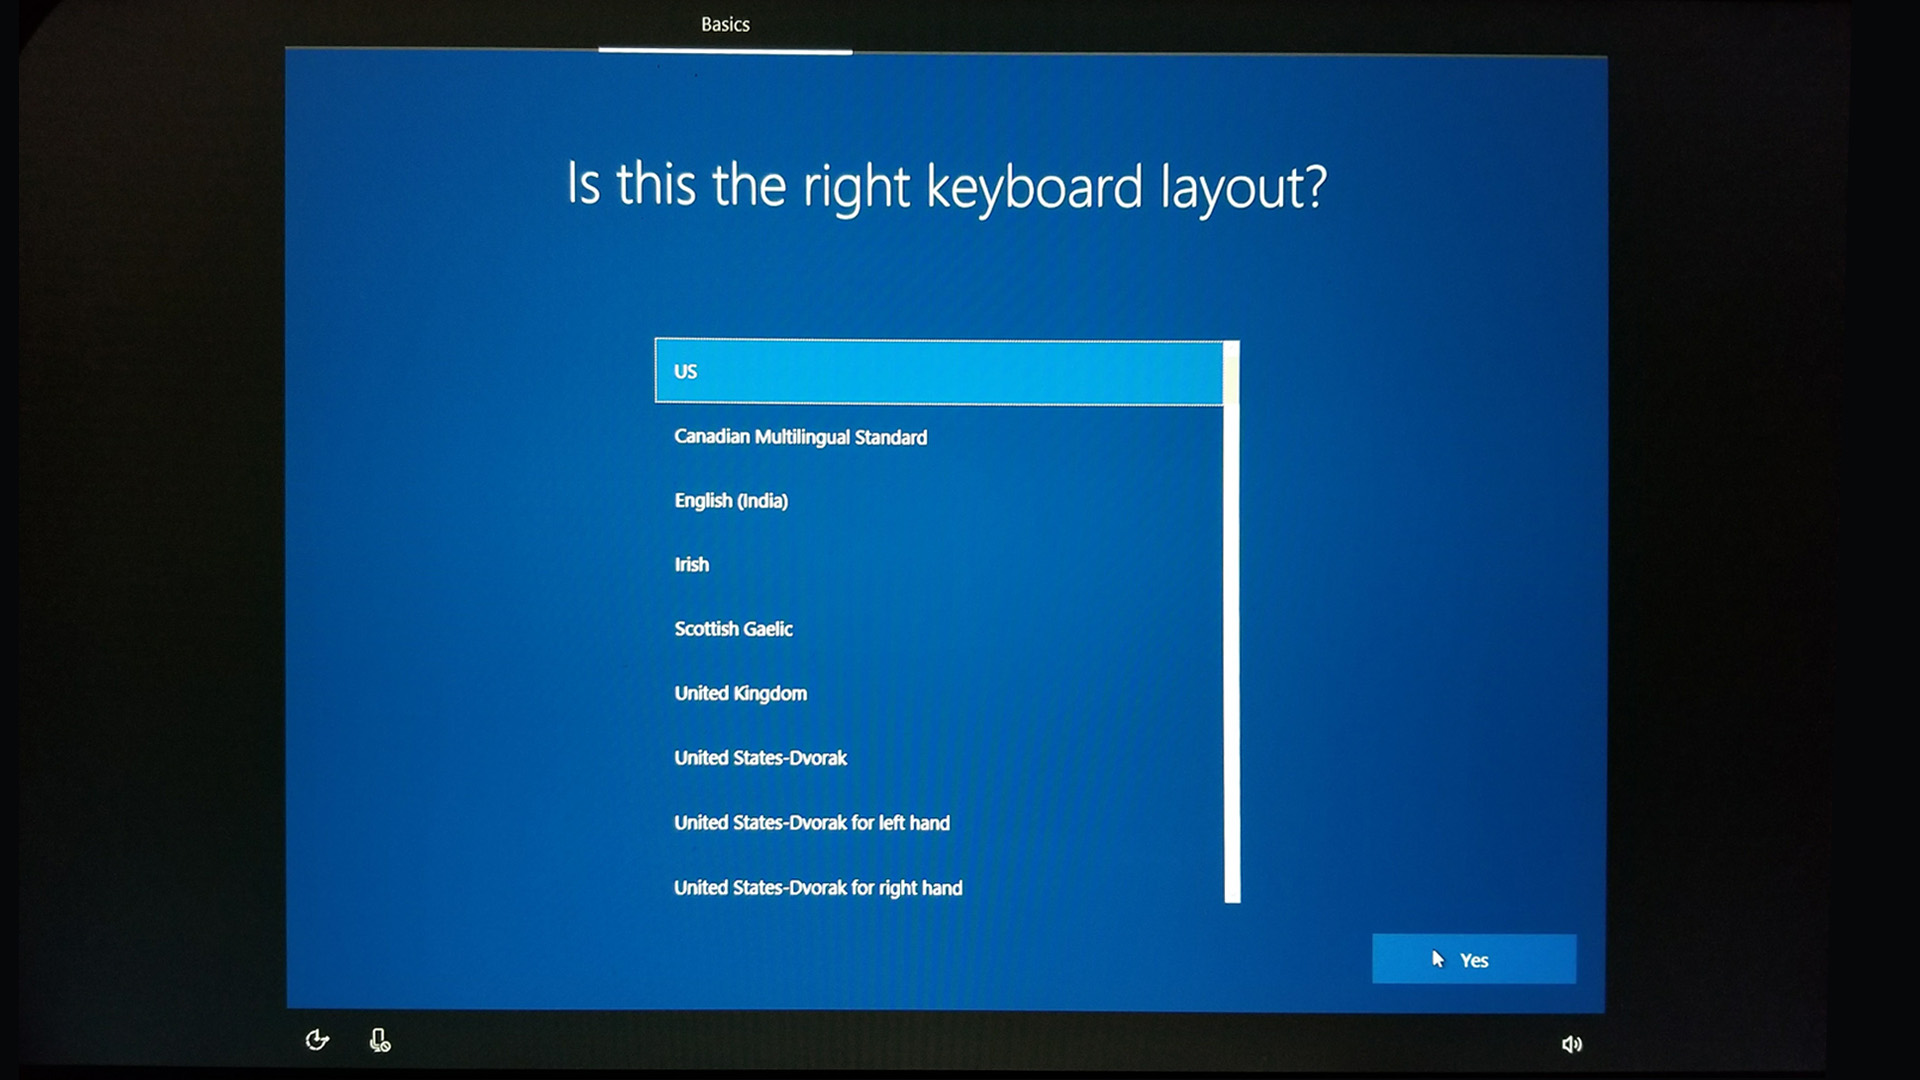 Basics
Is this the right keyboard layout?
US
Canadian Multilingual Standard
English (India)
Irish
Scottish Gaelic
United Kingdom
United States-Dvorak
United States-Dvorak for left hand
United States-Dvorak for right hand
Yes